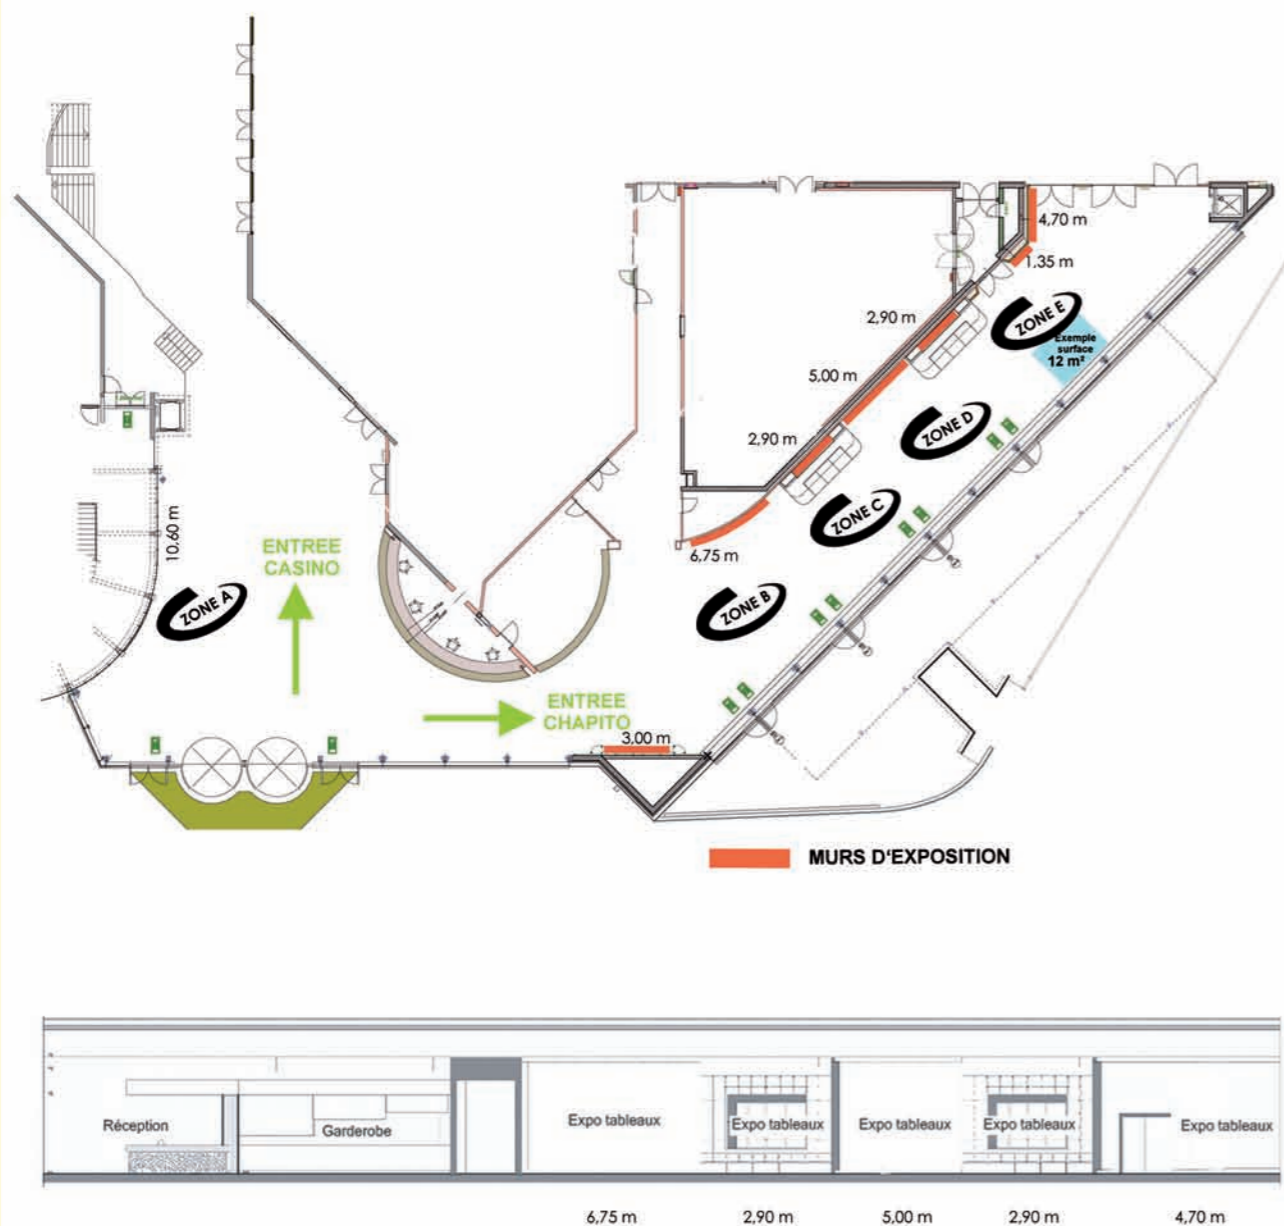 4,70 m
1,35 m
2,90 m
ZONE E
Exemple
surface
12 m²
5,00 m
ZONE D
2,90 m
ZONE C
10,60 m
ENTREE
CASINO
6,75 m
ZONE A
ZONE B
ENTREE
CHAPITO
3,00 m
MURS D'EXPOSITION
Réception
Garderobe
Expo tableaux
Expo tableaux
Expo tableaux
Expo tableaux
Expo tableaux
6,75 m
2,90 m
5,00 m
2,90 m
4,70 m